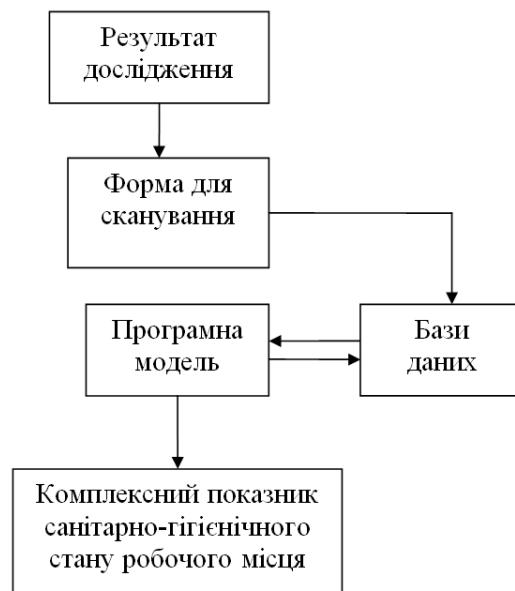 Результат
дослідження
Форма для
сканування
Програмна
модель
Бази
даних
Комплексний показник
санітарно-гігієнічного
стану робочого місця